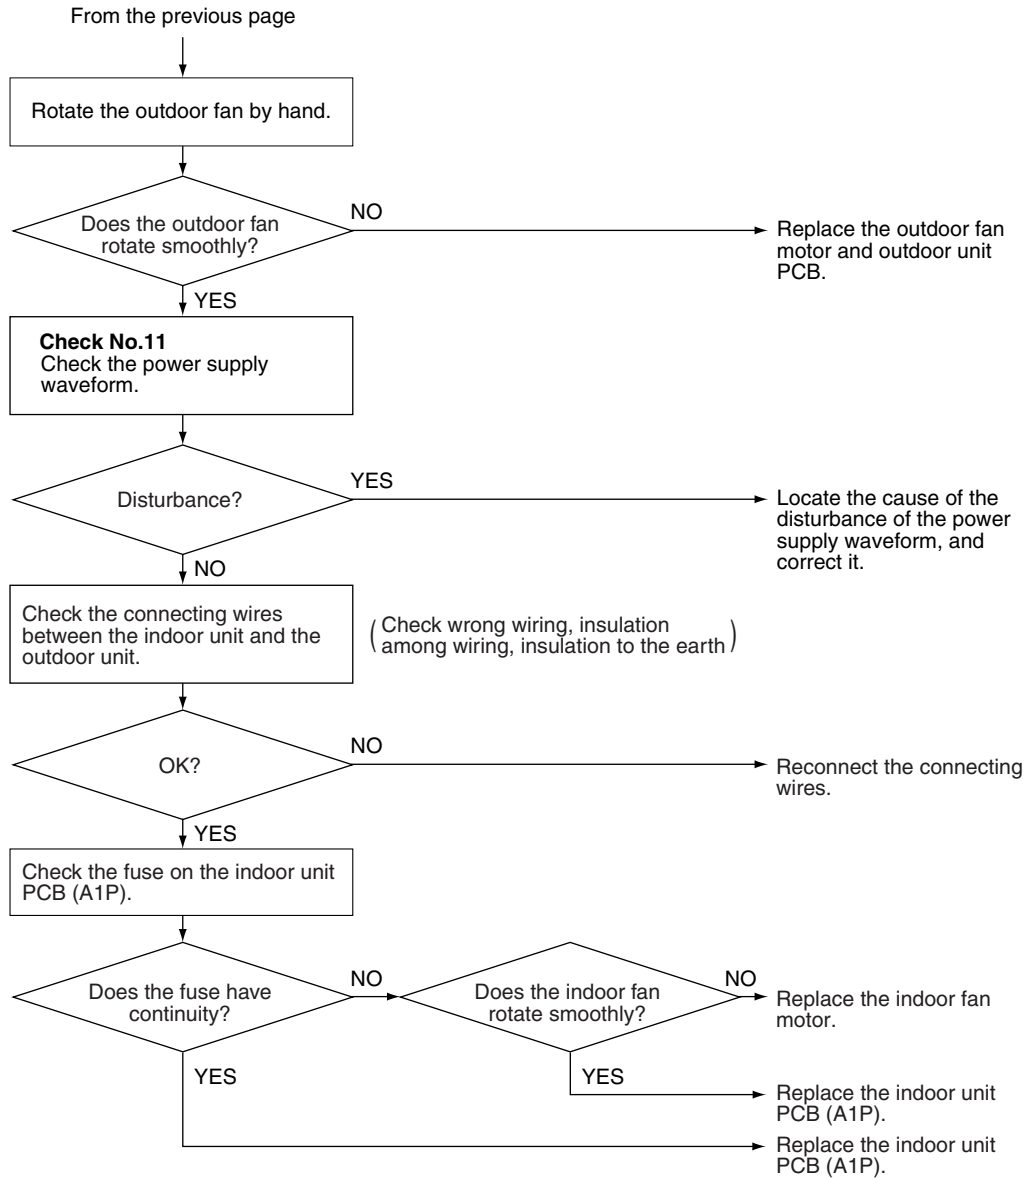 From the previous page
Rotate the outdoor fan by hand.
Does the outdoor fan
rotate smoothly?
NO
Replace the outdoor fan
motor and outdoor unit
PCB.
YES
Check No.11
Check the power supply
waveform.
Disturbance?
YES
Locate the cause of the
disturbance of the power
supply waveform, and
correct it.
NO
Check the connecting wires
between the indoor unit and the
outdoor unit.
(Check wrong wiring, insulation
among wiring, insulation to the earth)
OK?
NO
Reconnect the connecting
wires.
YES
Check the fuse on the indoor unit
PCB (A1P).
Does the fuse have
continuity?
NO
Does the indoor fan
rotate smoothly?
NO
Replace the indoor fan
motor.
YES
YES
Replace the indoor unit
PCB (A1P).
Replace the indoor unit
PCB (A1P).